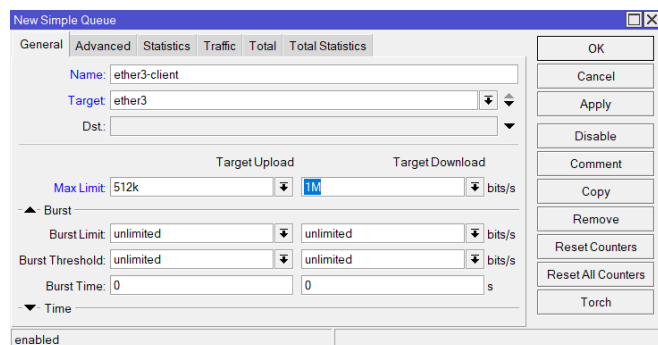 New Simple Queue
General Advanced Statistics Traffic Total Total Statistics
Name: ether3-client
Target: ether3
Dst.:
Target Upload Target Download
Max Limit: 512k 1M bits/s
Burst
Burst Limit: unlimited unlimited bits/s
Burst Threshold: unlimited unlimited bits/s
Burst Time: 0 0 s
Time
enabled
OK
Cancel
Apply
Disable
Comment
Copy
Remove
Reset Counters
Reset All Counters
Torch